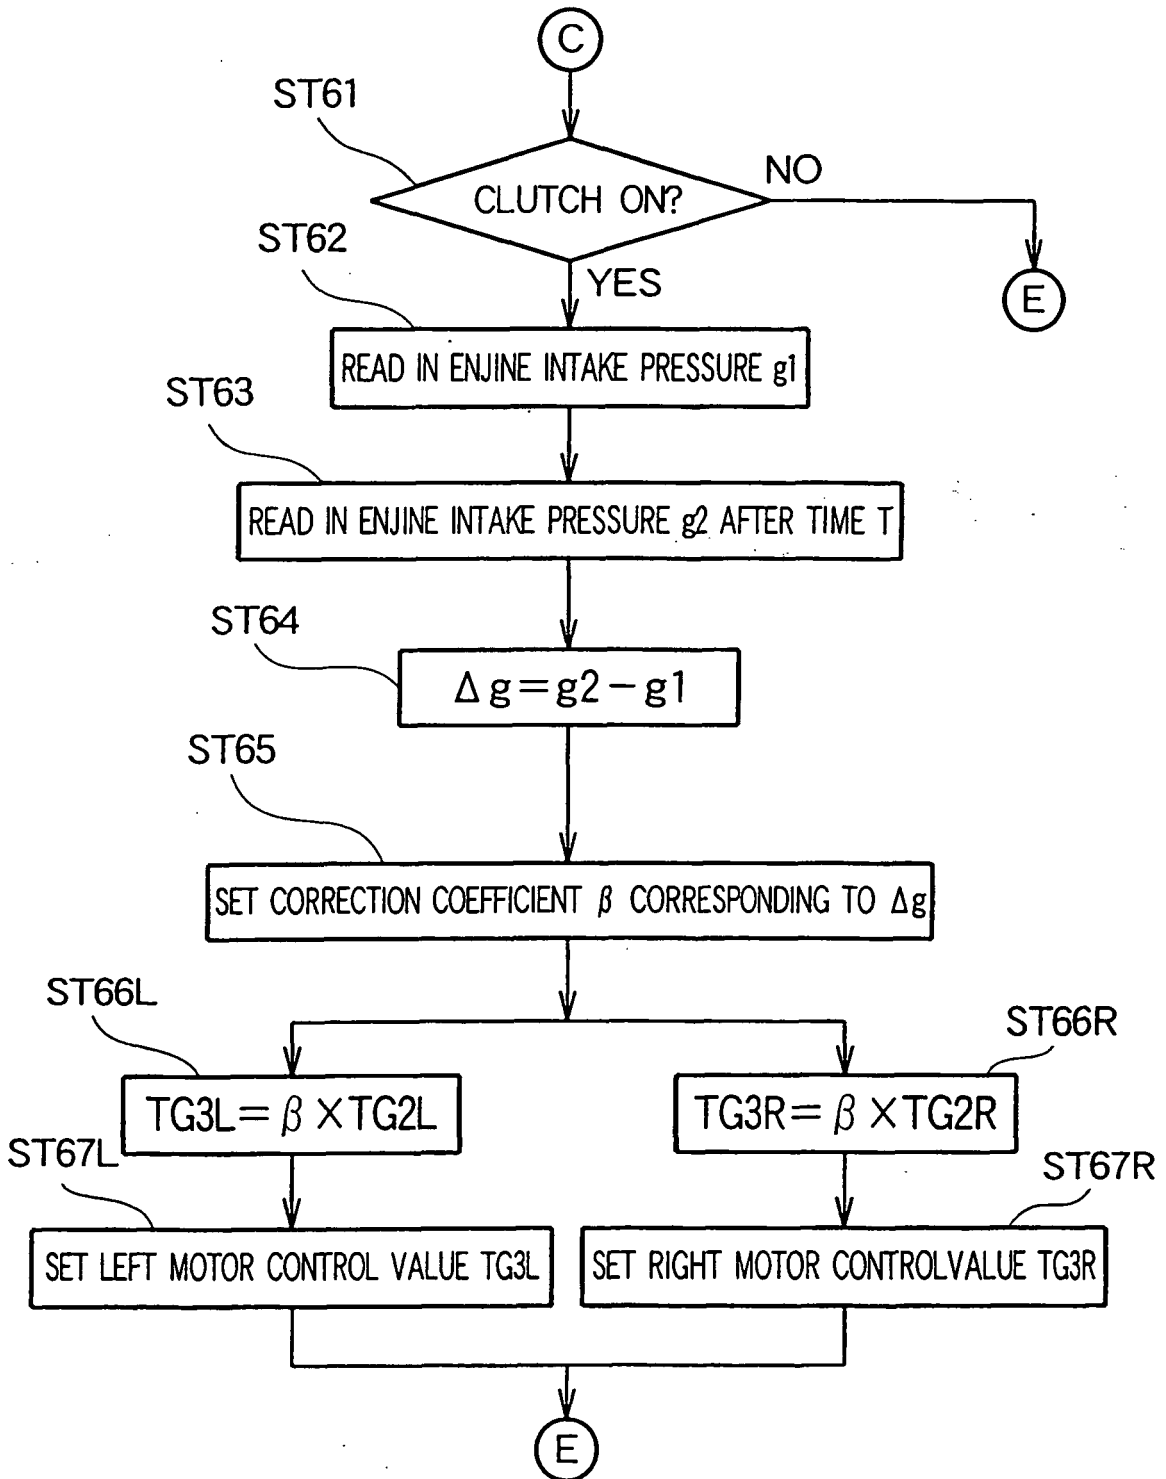 C
ST61
CLUTCH ON?
NO
ST62
YES
E
READ IN ENJINE INTAKE PRESSURE g1
ST63
READ IN ENJINE INTAKE PRESSURE g2 AFTER TIME T
ST64
Δg=g2-g1
ST65
SET CORRECTION COEFFICIENT β CORRESPONDING TO Δg
ST66L
ST66R
TG3L=β×TG2L
TG3R=β×TG2R
ST67L
ST67R
SET LEFT MOTOR CONTROL VALUE TG3L
SET RIGHT MOTOR CONTROLVALUE TG3R
E